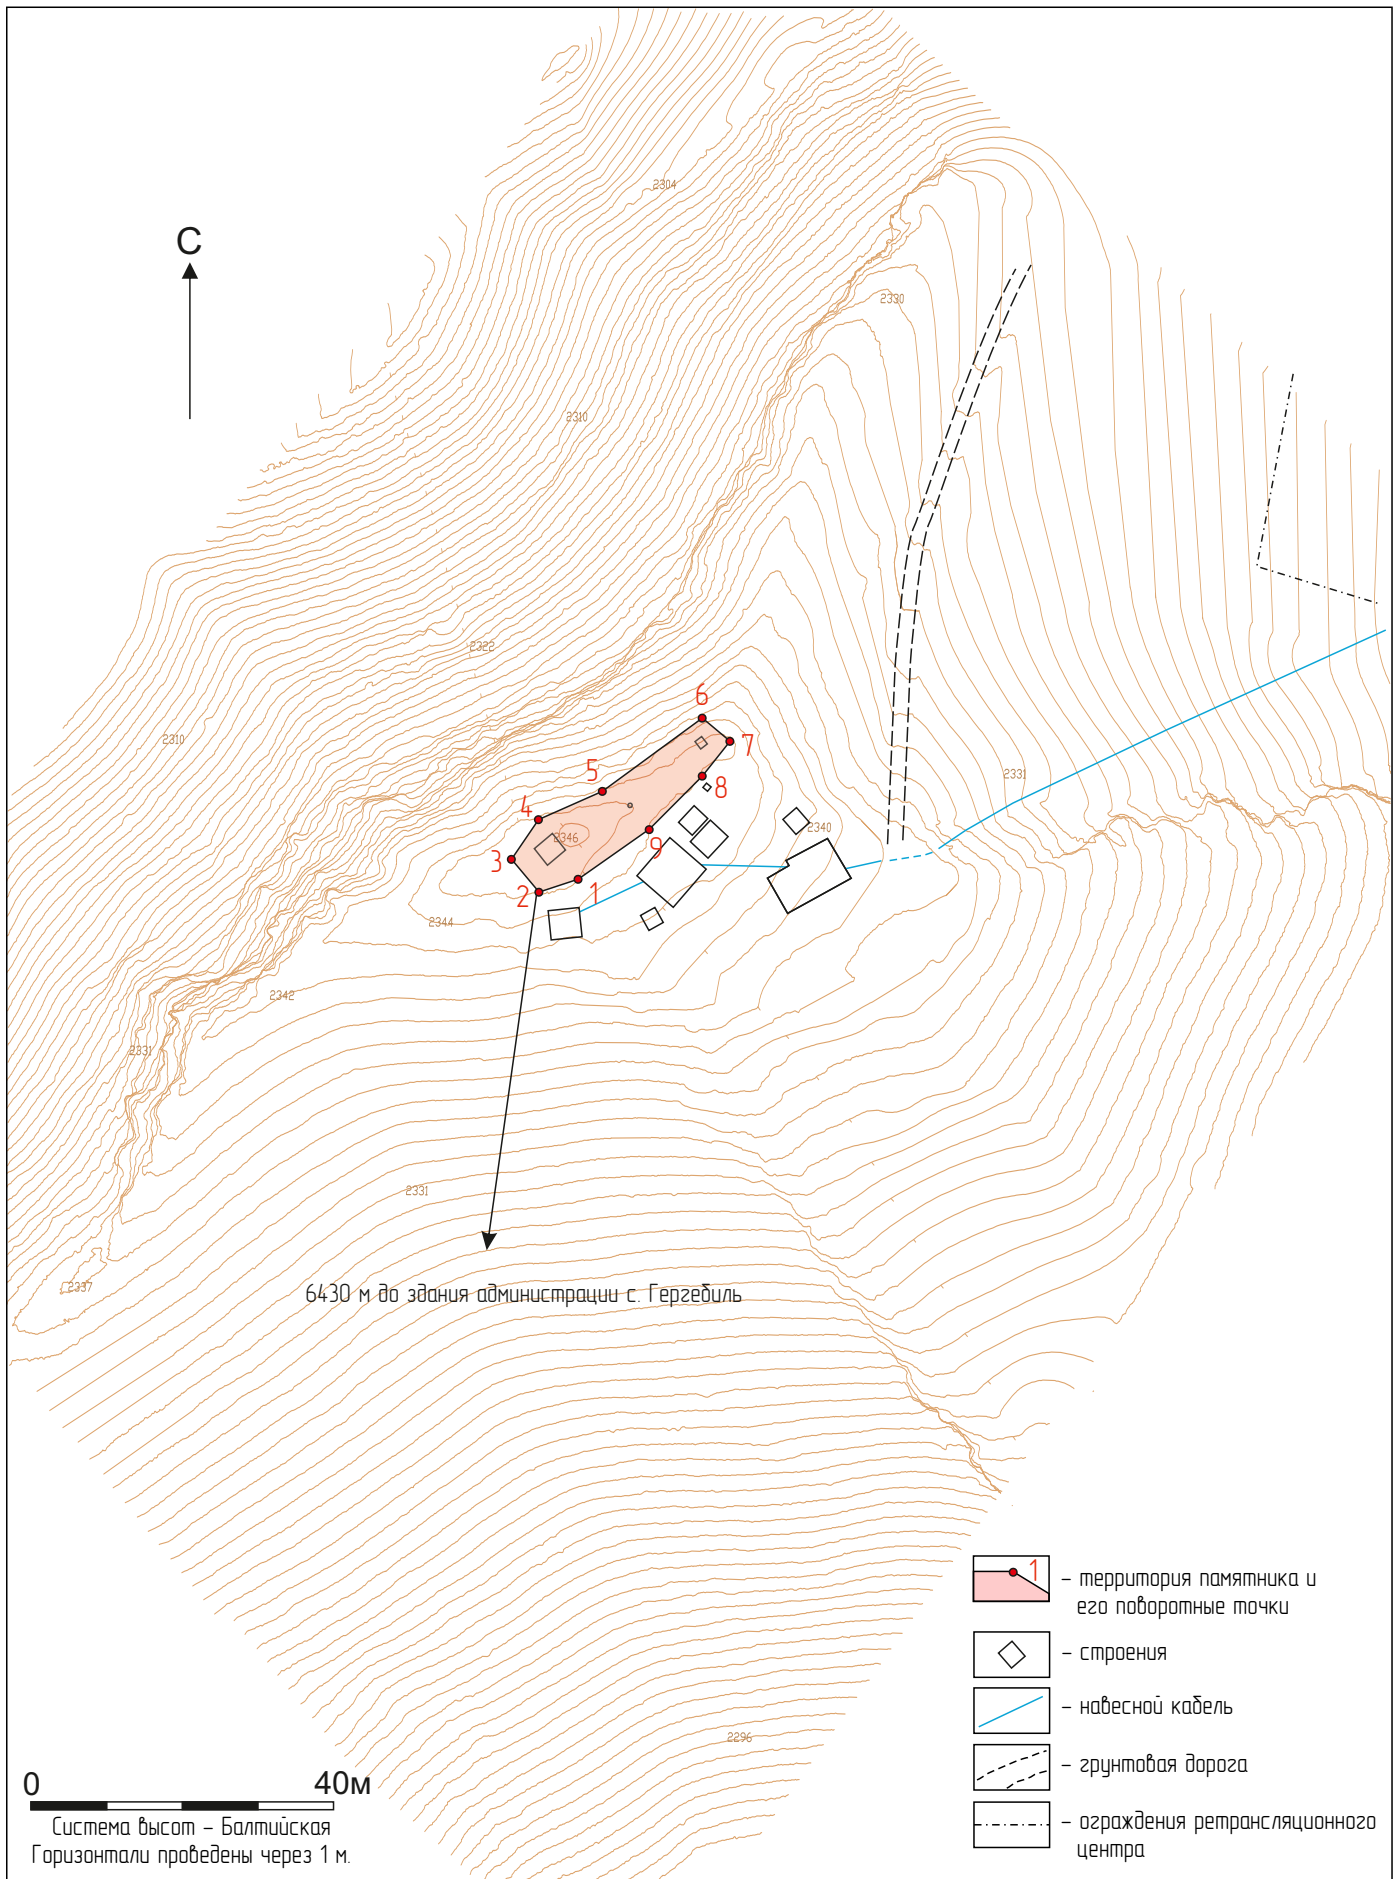 С
2304
2330
2310
2322
6
2310
7
5
2331
8
4
2346
2340
9
3
2
1
2344
2342
2331
2331
2337
6430 м до здания администрации с. Гергебиль
1
– территория памятника и
его поворотные точки
– строения
– навесной кабель
2296
– грунтовая дорога
0
40м
– ограждения ретрансляционного
центра
Система высот – Балтийская
Горизонтали проведены через 1 м.